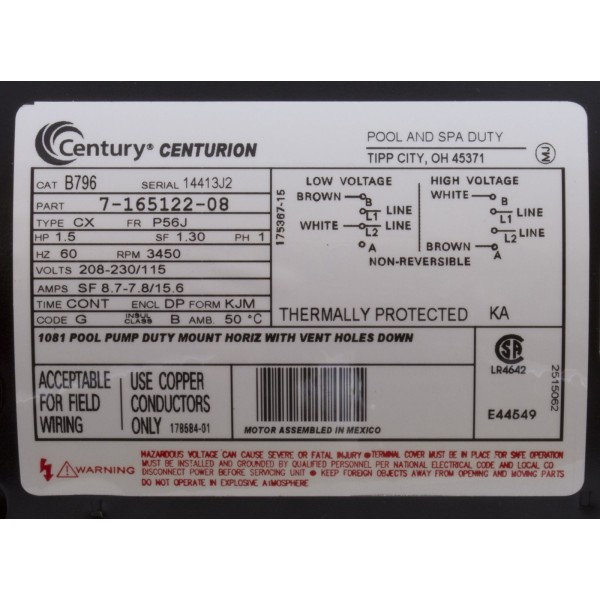 Century® CENTURION
POOL AND SPA DUTY
TIPP CITY, OH 45371
MJ
CAT B796 SERIAL 14413J2
PART 7-165122-08
TYPE CX FR P56J
HP 1.5 SF 1.30 PH 1
HZ 60 RPM 3450
VOLTS 208-230/115
AMPS SF 8.7-7.8/15.6
TIME CONT ENCL DP FORM KJM
CODE G INSUL CLASS B AMB. 50 °C
175367-15
LOW VOLTAGE
BROWN B
L1 LINE
WHITE L2 LINE
A
HIGH VOLTAGE
WHITE B
L1 LINE
L2 LINE
BROWN A
NON-REVERSIBLE
THERMALLY PROTECTED KA
1081 POOL PUMP DUTY MOUNT HORIZ WITH VENT HOLES DOWN
ACCEPTABLE
FOR FIELD
WIRING
USE COPPER
CONDUCTORS
ONLY 178584-01
MOTOR ASSEMBLED IN MEXICO
SA
LR4642
2515062
E44549
WARNING
HAZARDOUS VOLTAGE CAN CAUSE SEVERE OR FATAL INJURY ● TERMINAL COVER MUST BE IN PLACE FOR SAFE OPERATION
MUST BE INSTALLED AND GROUNDED BY QUALIFIED PERSONNEL, PER NATIONAL ELECTRICAL CODE AND LOCAL CO
DISCONNECT POWER BEFORE SERVICING UNIT ● KEEP FOREIGN OBJECTS AWAY FROM OPENING AND MOVING PARTS
DO NOT OPERATE IN EXPLOSIVE ATMOSPHERE